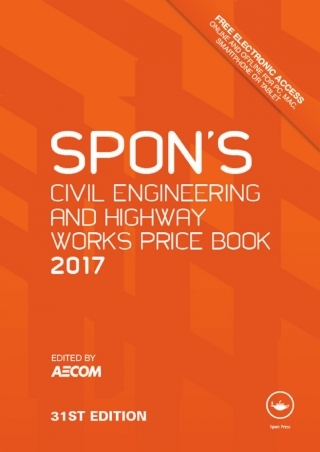 FREE ELECTRONIC ACCESS
ONLINE AND OFFLINE FOR PC, MAC,
SMARTPHONE OR TABLET
SPON'S
CIVIL ENGINEERING
AND HIGHWAY
WORKS PRICE BOOK
2017
EDITED BY
AECOM
31ST EDITION
Spon Press